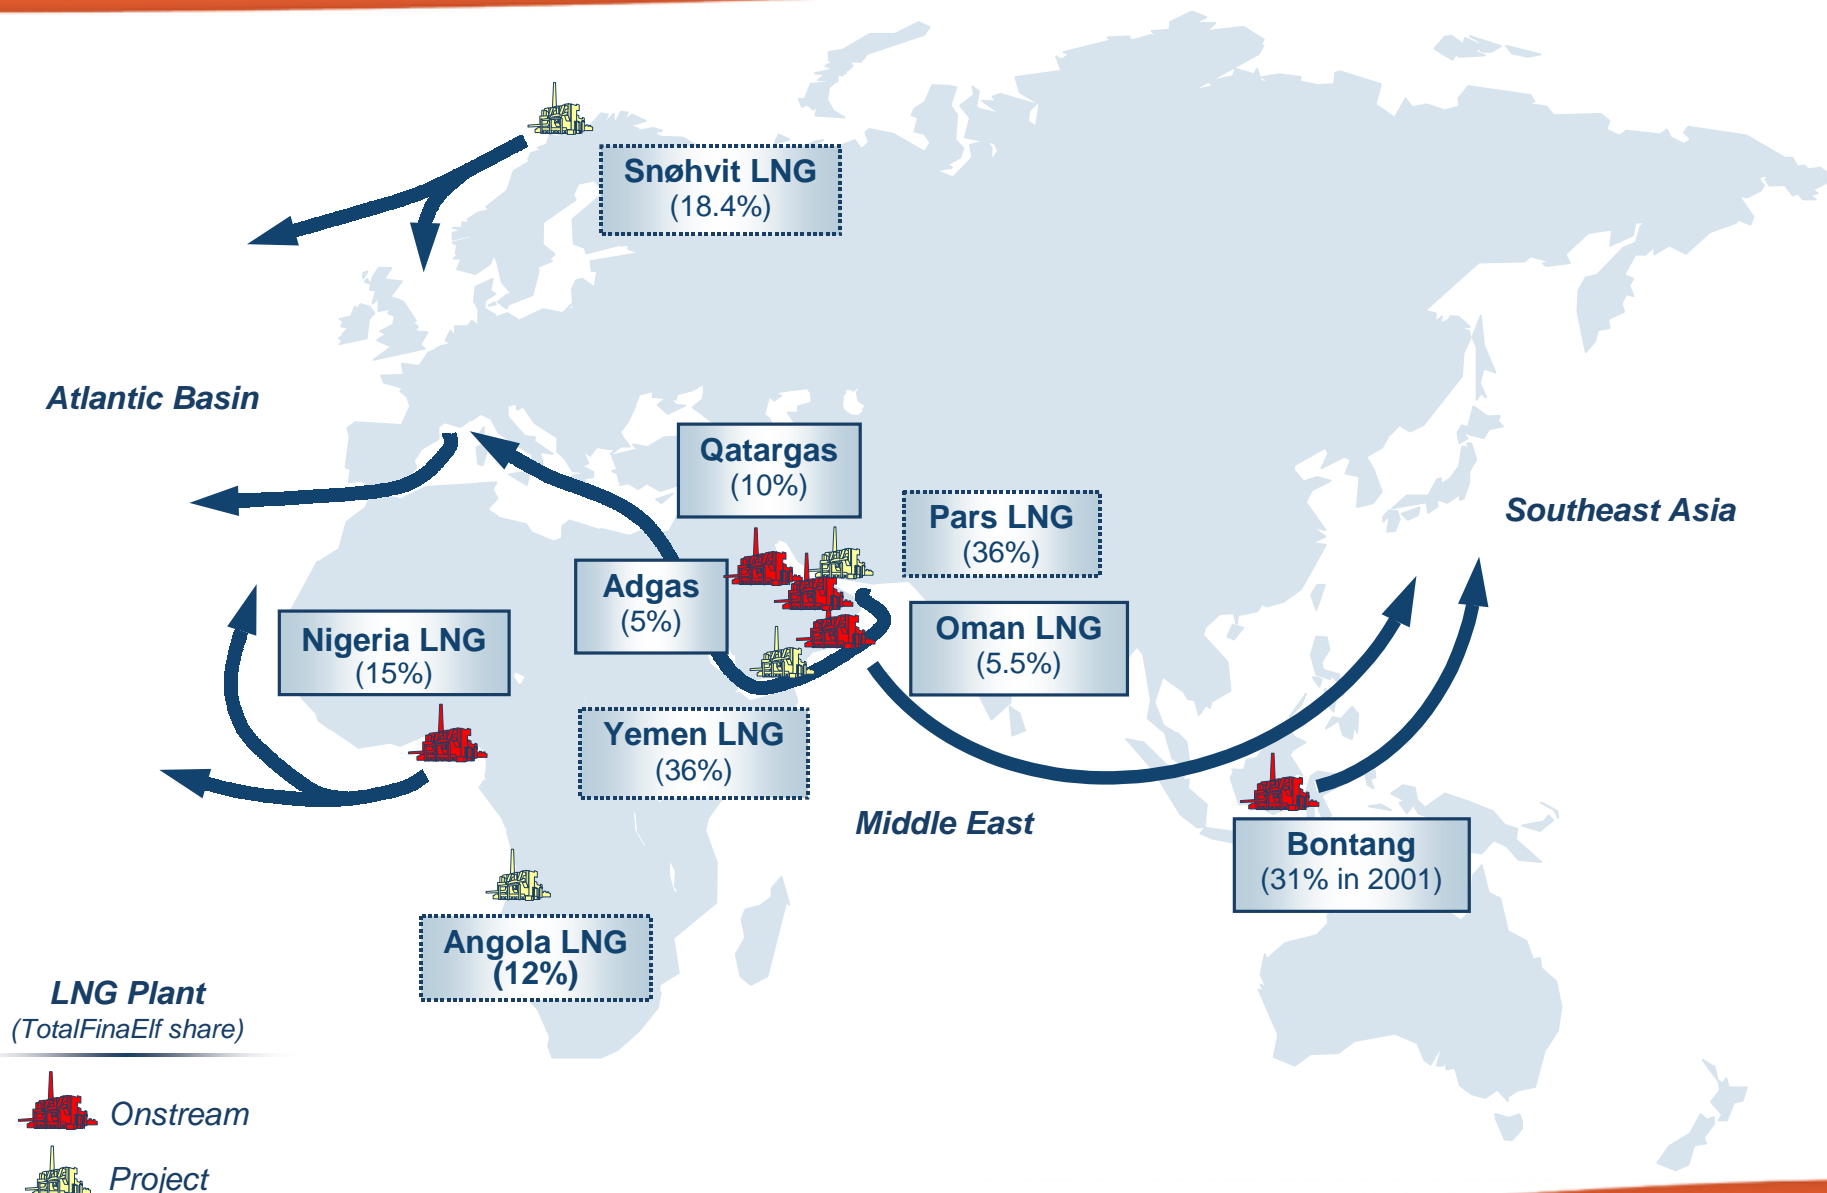 Snøhvit LNG
(18.4%)
Atlantic Basin
Qatargas
(10%)
Pars LNG
(36%)
Southeast Asia
Adgas
(5%)
Nigeria LNG
(15%)
Oman LNG
(5.5%)
Yemen LNG
(36%)
Middle East
Bontang
(31% in 2001)
Angola LNG
(12%)
LNG Plant
(TotalFinaElf share)
Onstream
Project